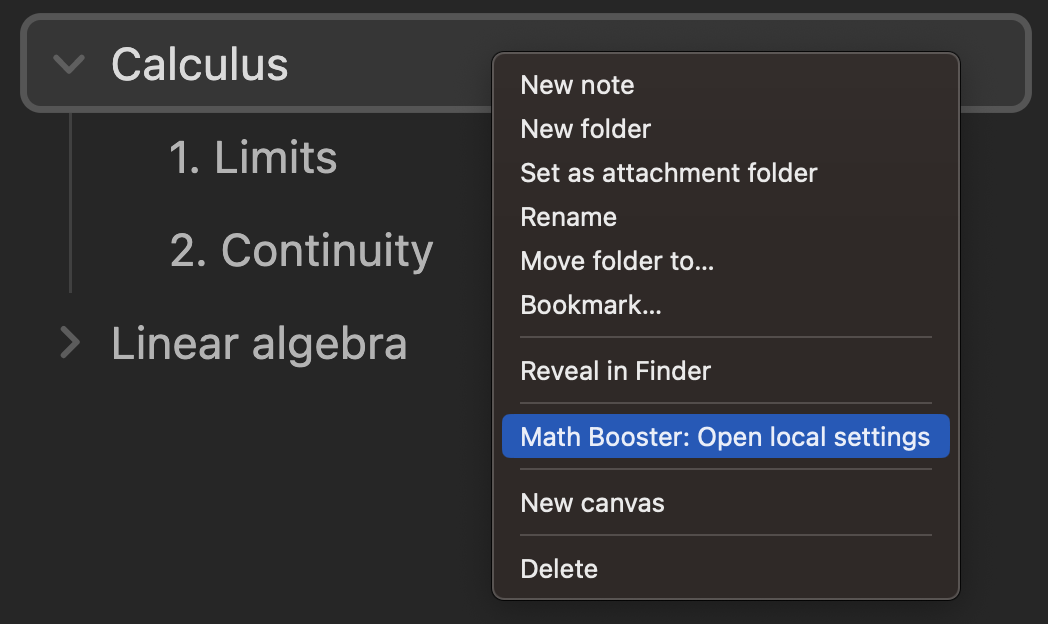 Calculus
1. Limits
2. Continuity
Linear algebra
New note
New folder
Set as attachment folder
Rename
Move folder to...
Bookmark...
Reveal in Finder
Math Booster: Open local settings
New canvas
Delete